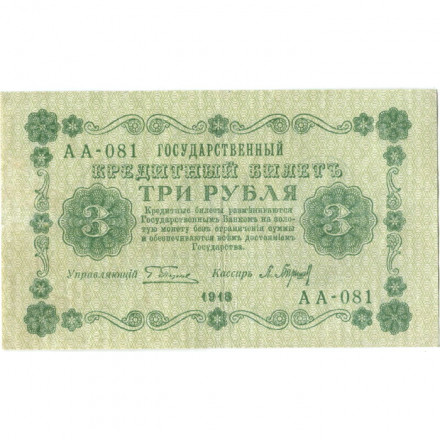 АА-081 ГОСУДАРСТВЕННЫЙ
КРЕДИТНЫЙ БИЛЕТЪ
ТРИ РУБЛЯ
3 3
Кредитные билеты размѣниваются
Государственнымъ Банкомъ на золо-
тую монету безъ ограниченія суммы
и обезпечиваются всѣмъ достояніемъ
Государства.
Управляющій Кассиръ
1918
АА-081